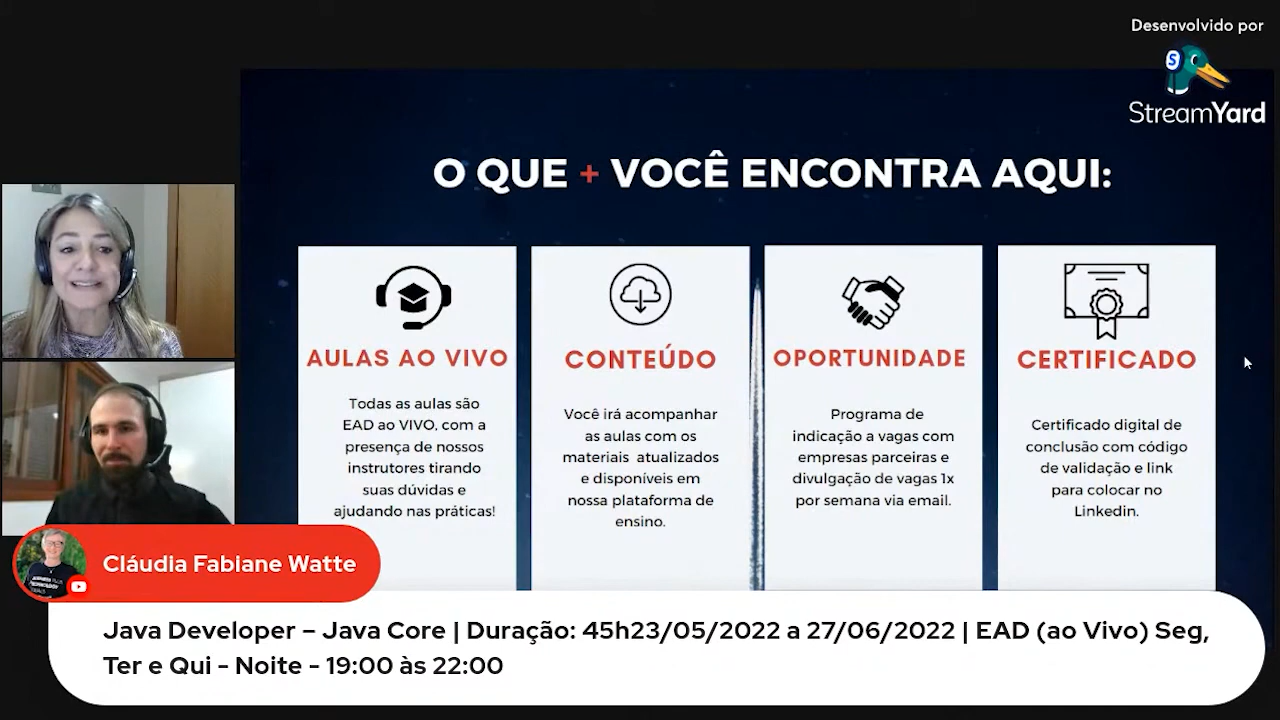 Desenvolvido por
StreamYard
O QUE + VOCÊ ENCONTRA AQUI:
AULAS AO VIVO
Todas as aulas são
EAD ao VIVO, com a
presença de nossos
instrutores tirando
suas dúvidas e
ajudando nas práticas!
CONTEÚDO
Você irá acompanhar
as aulas com os
materiais atualizados
e disponíveis em
nossa plataforma de
ensino.
OPORTUNIDADE
Programa de
indicação a vagas com
empresas parceiras e
divulgação de vagas 1x
por semana via email.
CERTIFICADO
Certificado digital de
conclusão com código
de validação e link
para colocar no
Linkedin.
Cláudia Fabiane Watte
Java Developer – Java Core | Duração: 45h23/05/2022 a 27/06/2022 | EAD (ao Vivo) Seg,
Ter e Qui - Noite - 19:00 às 22:00